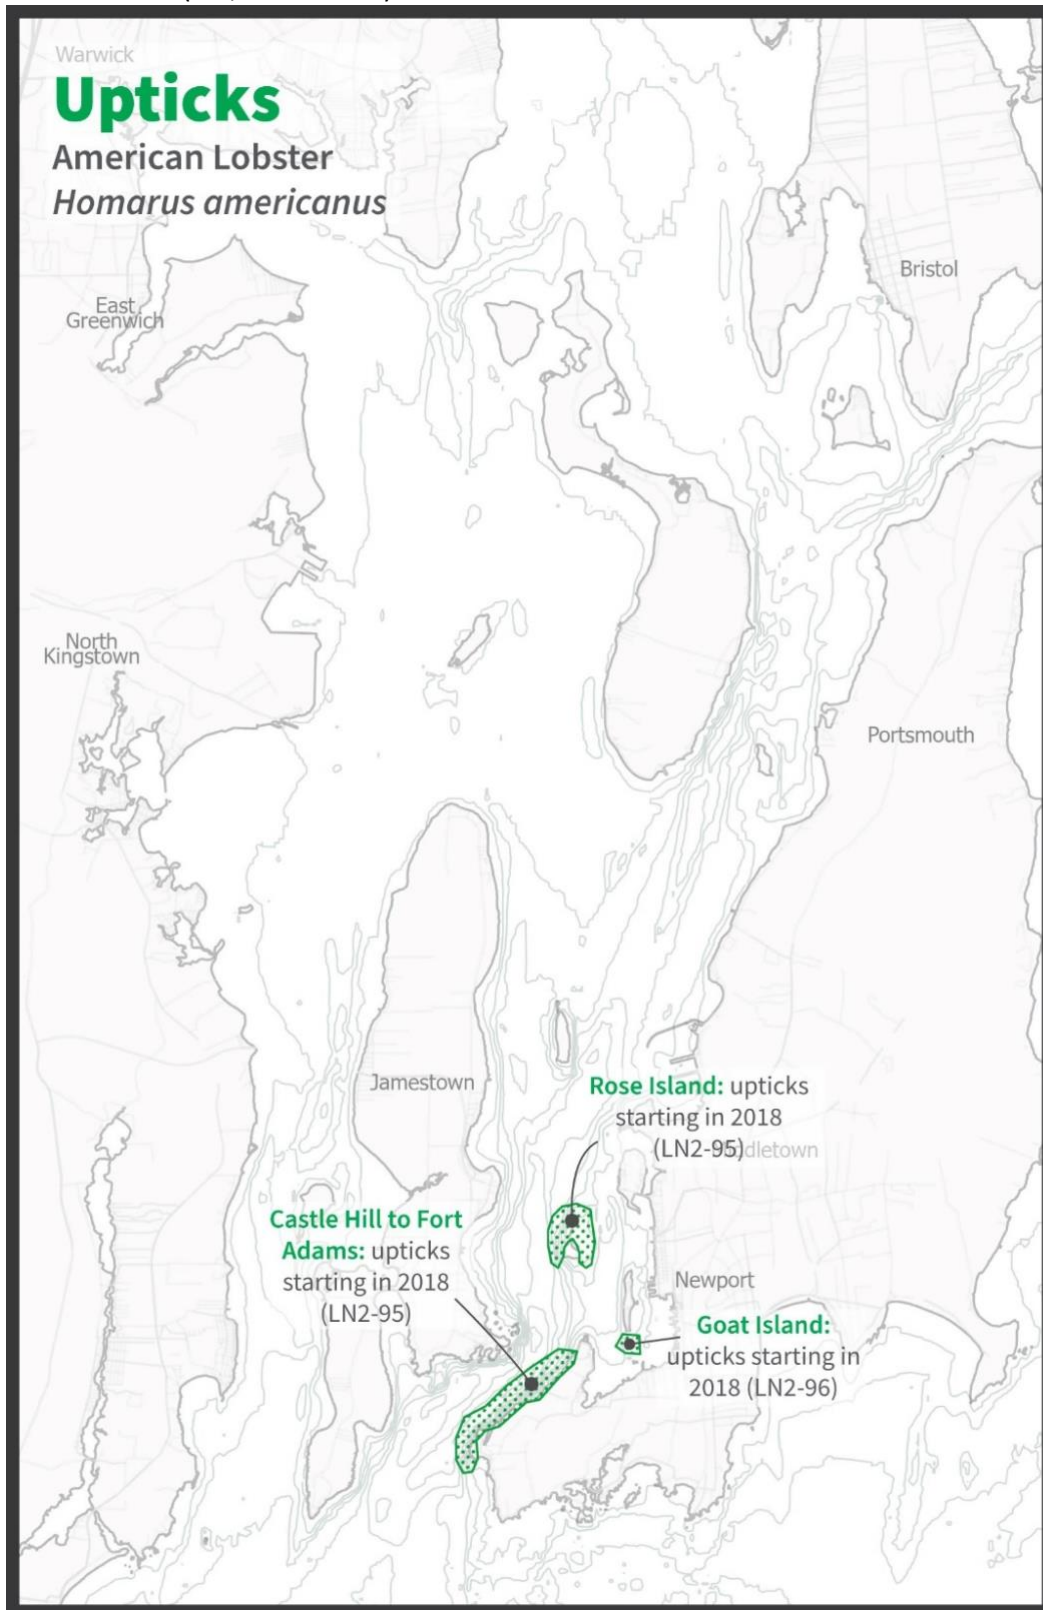 Warwick
Upticks
American Lobster
Homarus americanus
Bristol
East
Greenwich
North
Kingstown
Portsmouth
Jamestown
Rose Island: upticks
starting in 2018
(LN2-95)
Castle Hill to Fort
Adams: upticks
starting in 2018
(LN2-95)
Newport
Goat Island:
upticks starting in
2018 (LN2-96)